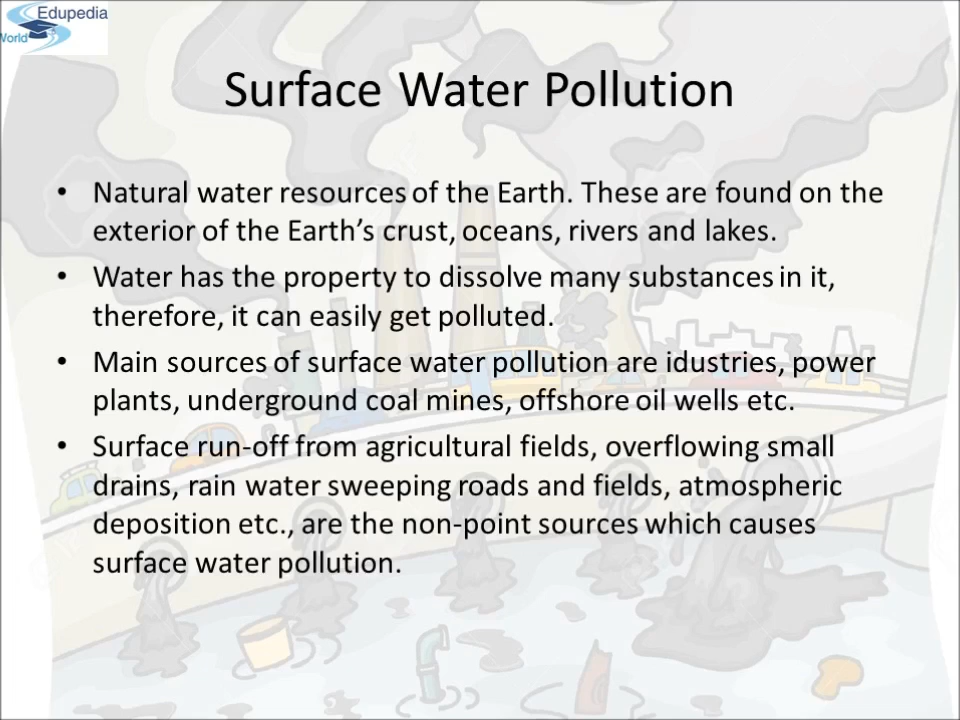 Edupedia
World
Surface Water Pollution
• Natural water resources of the Earth. These are found on the
exterior of the Earth’s crust, oceans, rivers and lakes.
• Water has the property to dissolve many substances in it,
therefore, it can easily get polluted.
• Main sources of surface water pollution are idustries, power
plants, underground coal mines, offshore oil wells etc.
• Surface run-off from agricultural fields, overflowing small
drains, rain water sweeping roads and fields, atmospheric
deposition etc., are the non-point sources which causes
surface water pollution.